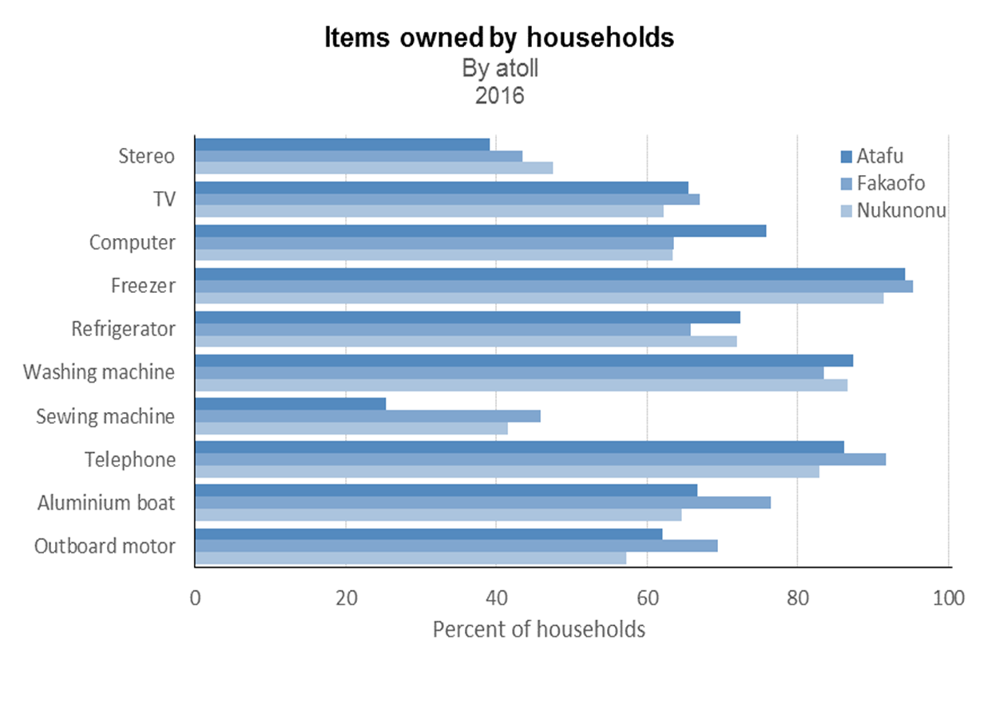 Items owned by households
By atoll
2016
Stereo
TV
Computer
Freezer
Refrigerator
Washing machine
Sewing machine
Telephone
Aluminium boat
Outboard motor
Atafu
Fakaofo
Nukunonu
0 20 40 60 80 100
Percent of households